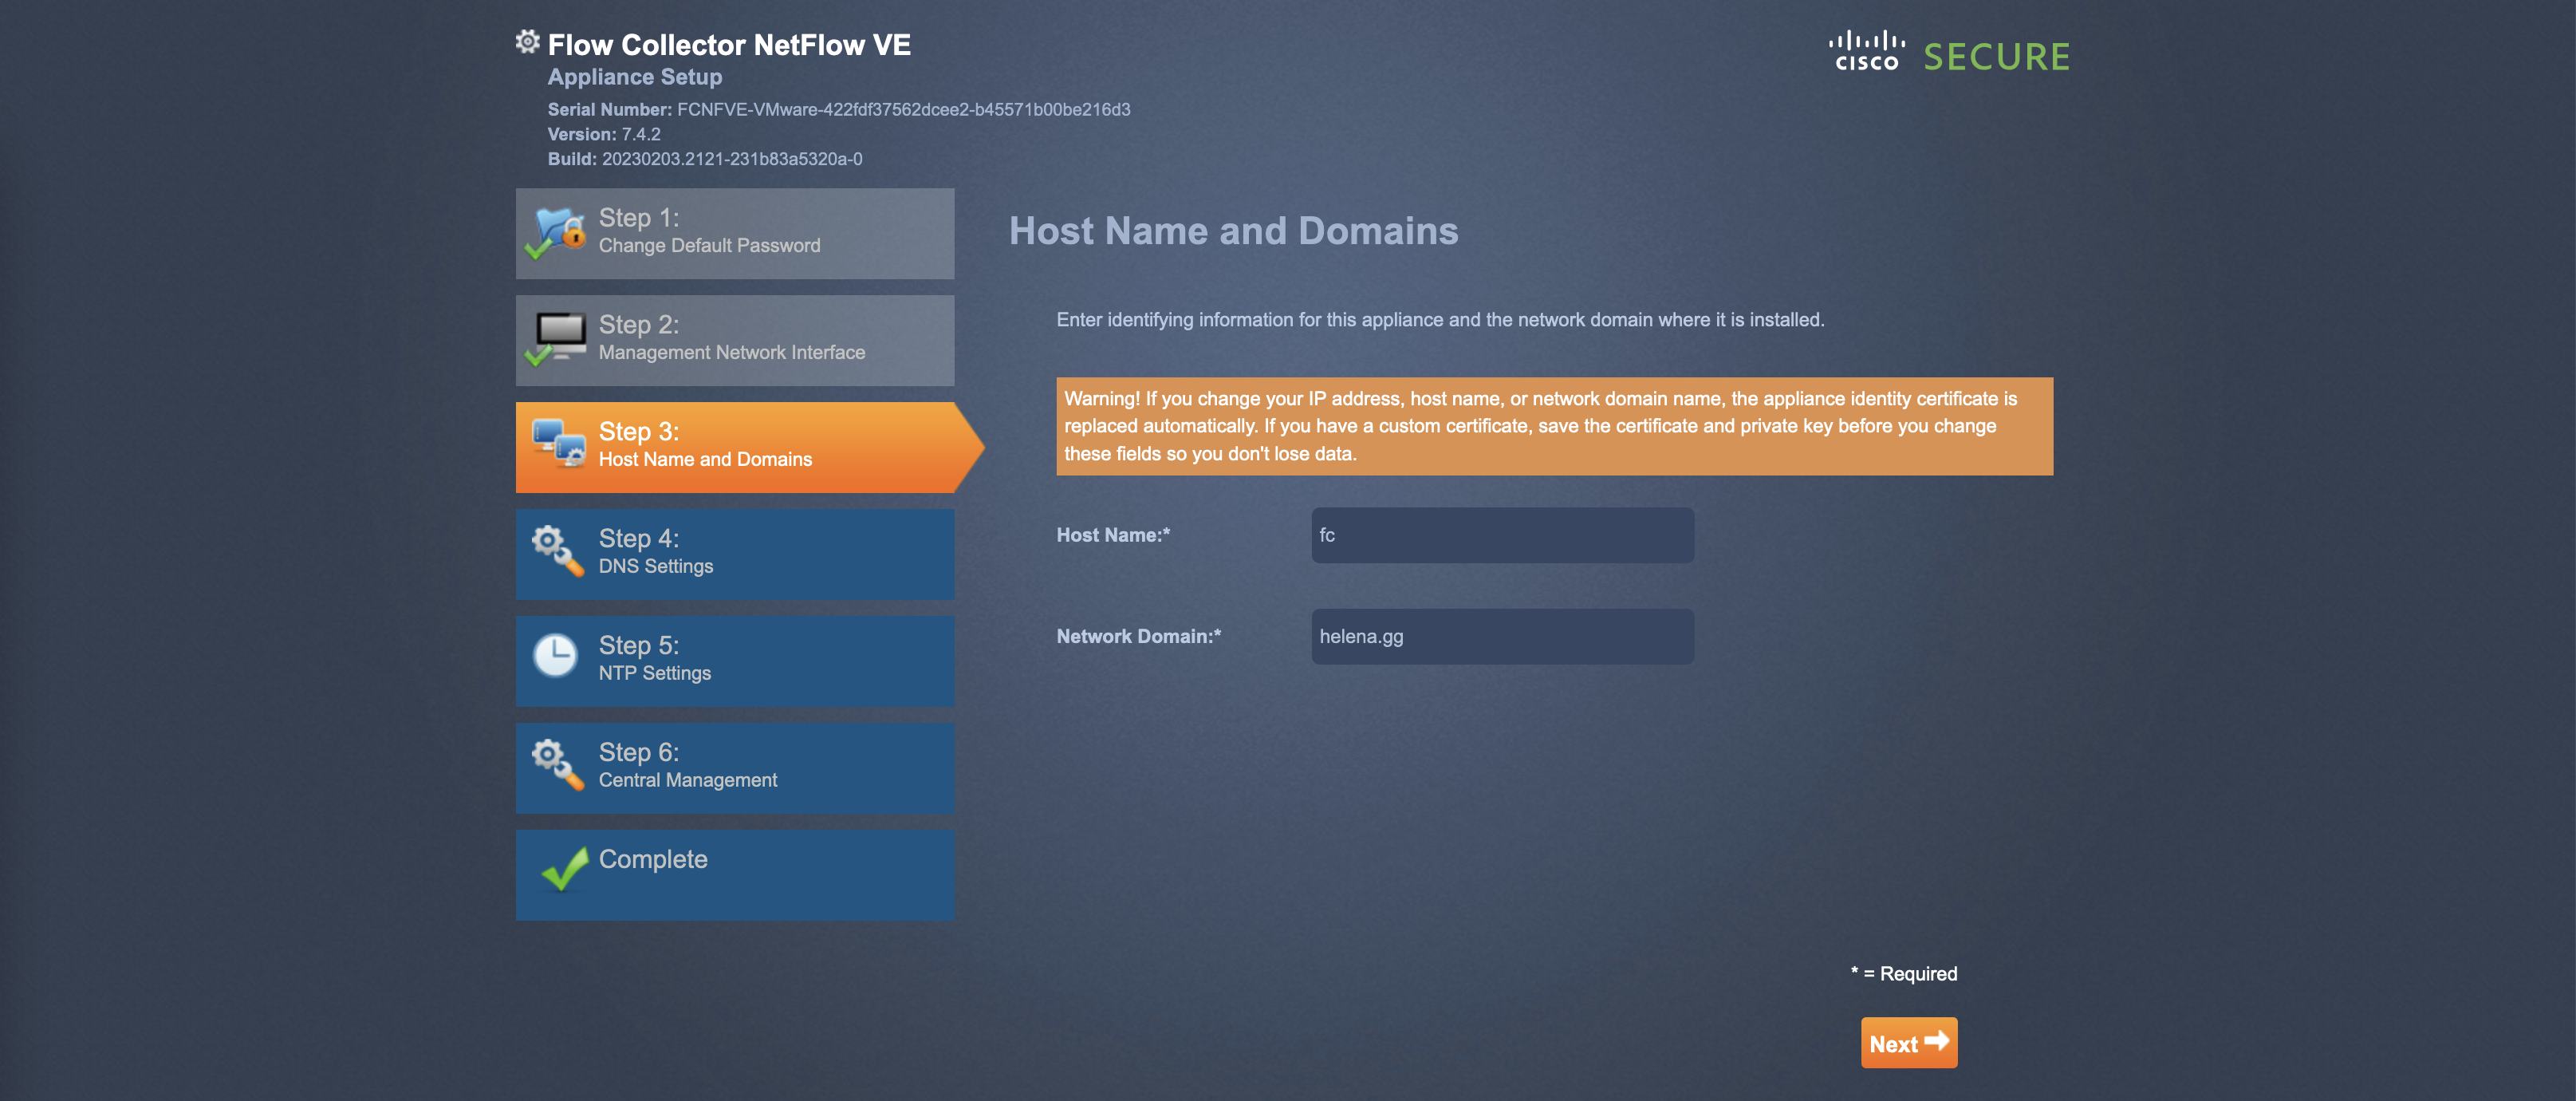 Flow Collector NetFlow VE
Appliance Setup
Serial Number: FCNFVE-VMware-422fdf37562dcee2-b45571b00be216d3
Version: 7.4.2
Build: 20230203.2121-231b83a5320a-0
CISCO SECURE
Step 1:
Change Default Password
Step 2:
Management Network Interface
Step 3:
Host Name and Domains
Step 4:
DNS Settings
Step 5:
NTP Settings
Step 6:
Central Management
Complete
Host Name and Domains
Enter identifying information for this appliance and the network domain where it is installed.
Warning! If you change your IP address, host name, or network domain name, the appliance identity certificate is
replaced automatically. If you have a custom certificate, save the certificate and private key before you change
these fields so you don't lose data.
Host Name:* fc
Network Domain:* helena.gg
* = Required
Next